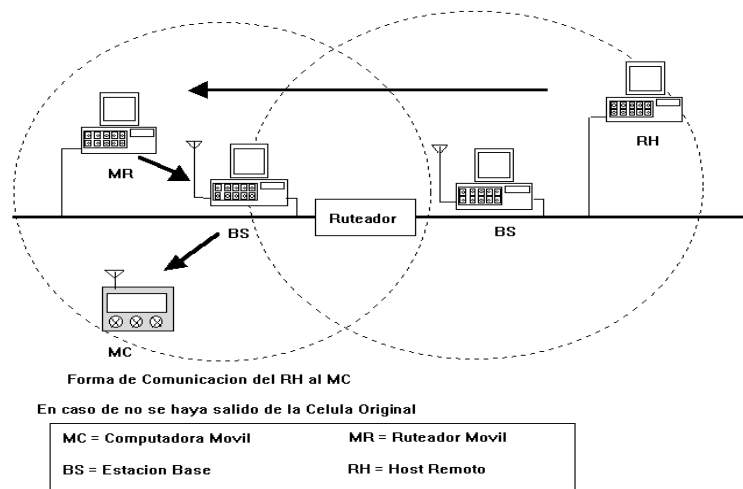 RH
MR
Ruteador
BS
BS
MC
Forma de Comunicacion del RH al MC
En caso de no se haya salido de la Celula Original
MC = Computadora Movil
MR = Ruteador Movil
BS = Estacion Base
RH = Host Remoto